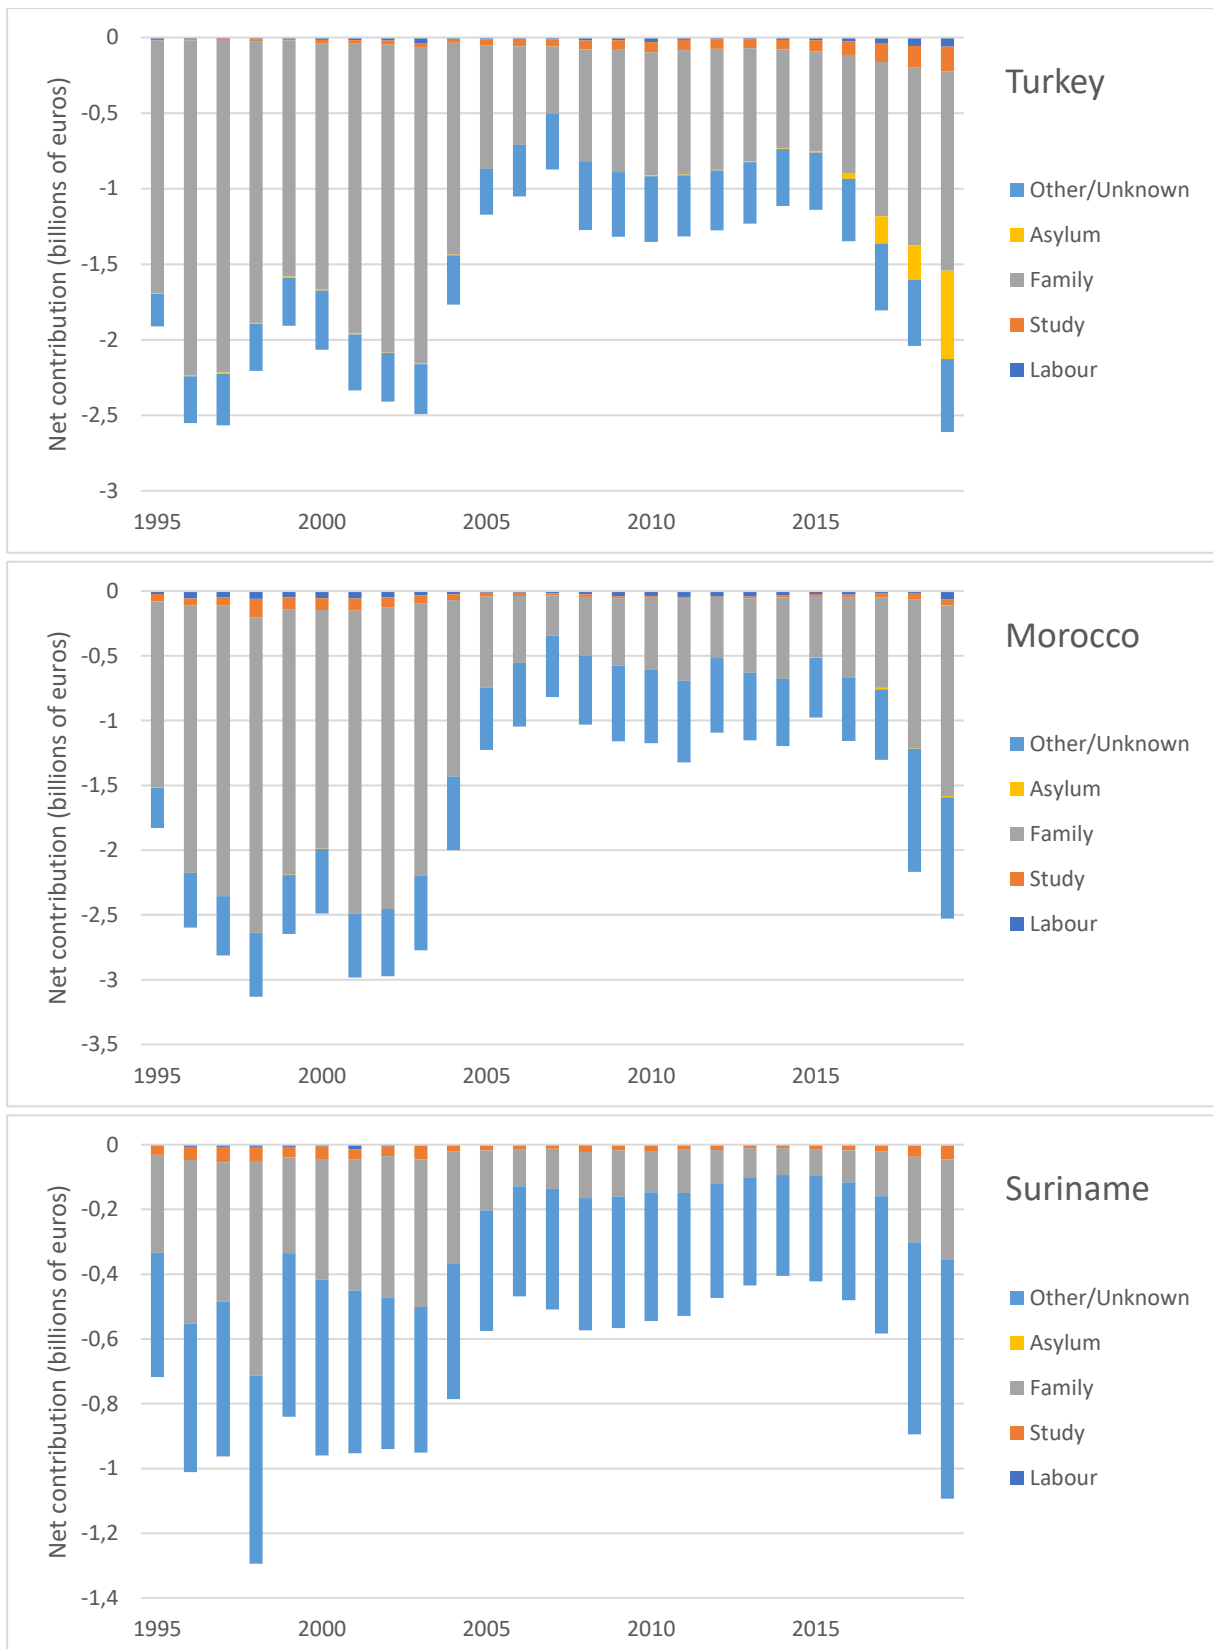 Turkey
Net contribution (billions of euros)
0
-0,5
-1
-1,5
-2
-2,5
-3
1995 2000 2005 2010 2015
Other/Unknown
Asylum
Family
Study
Labour
Morocco
Net contribution (billions of euros)
0
-0,5
-1
-1,5
-2
-2,5
-3
-3,5
1995 2000 2005 2010 2015
Other/Unknown
Asylum
Family
Study
Labour
Suriname
Net contribution (billions of euros)
0
-0,2
-0,4
-0,6
-0,8
-1
-1,2
-1,4
1995 2000 2005 2010 2015
Other/Unknown
Asylum
Family
Study
Labour